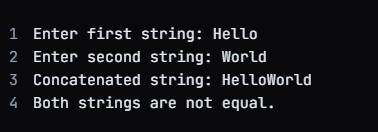 1 Enter first string: Hello
2 Enter second string: World
3 Concatenated string: HelloWorld
4 Both strings are not equal.